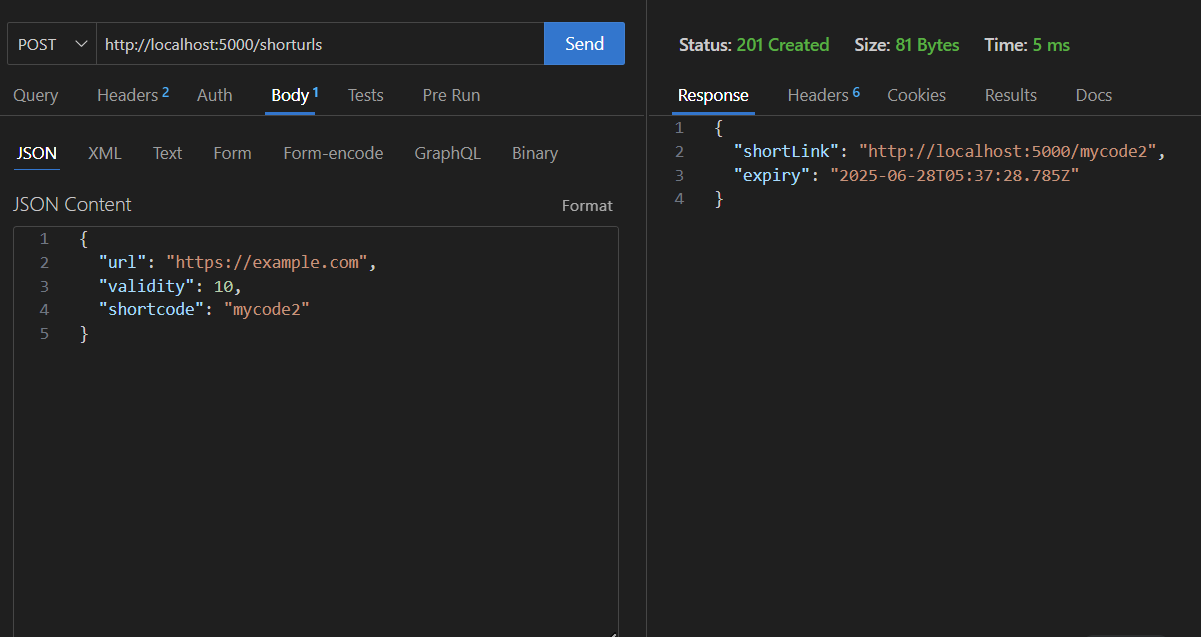 POST http://localhost:5000/shorturls Send
Query Headers 2 Auth Body 1 Tests Pre Run
JSON XML Text Form Form-encode GraphQL Binary
JSON Content Format
1 {
2 "url": "https://example.com",
3 "validity": 10,
4 "shortcode": "mycode2"
5 }
Status: 201 Created Size: 81 Bytes Time: 5 ms
Response Headers 6 Cookies Results Docs
1 {
2 "shortLink": "http://localhost:5000/mycode2",
3 "expiry": "2025-06-28T05:37:28.785Z"
4 }